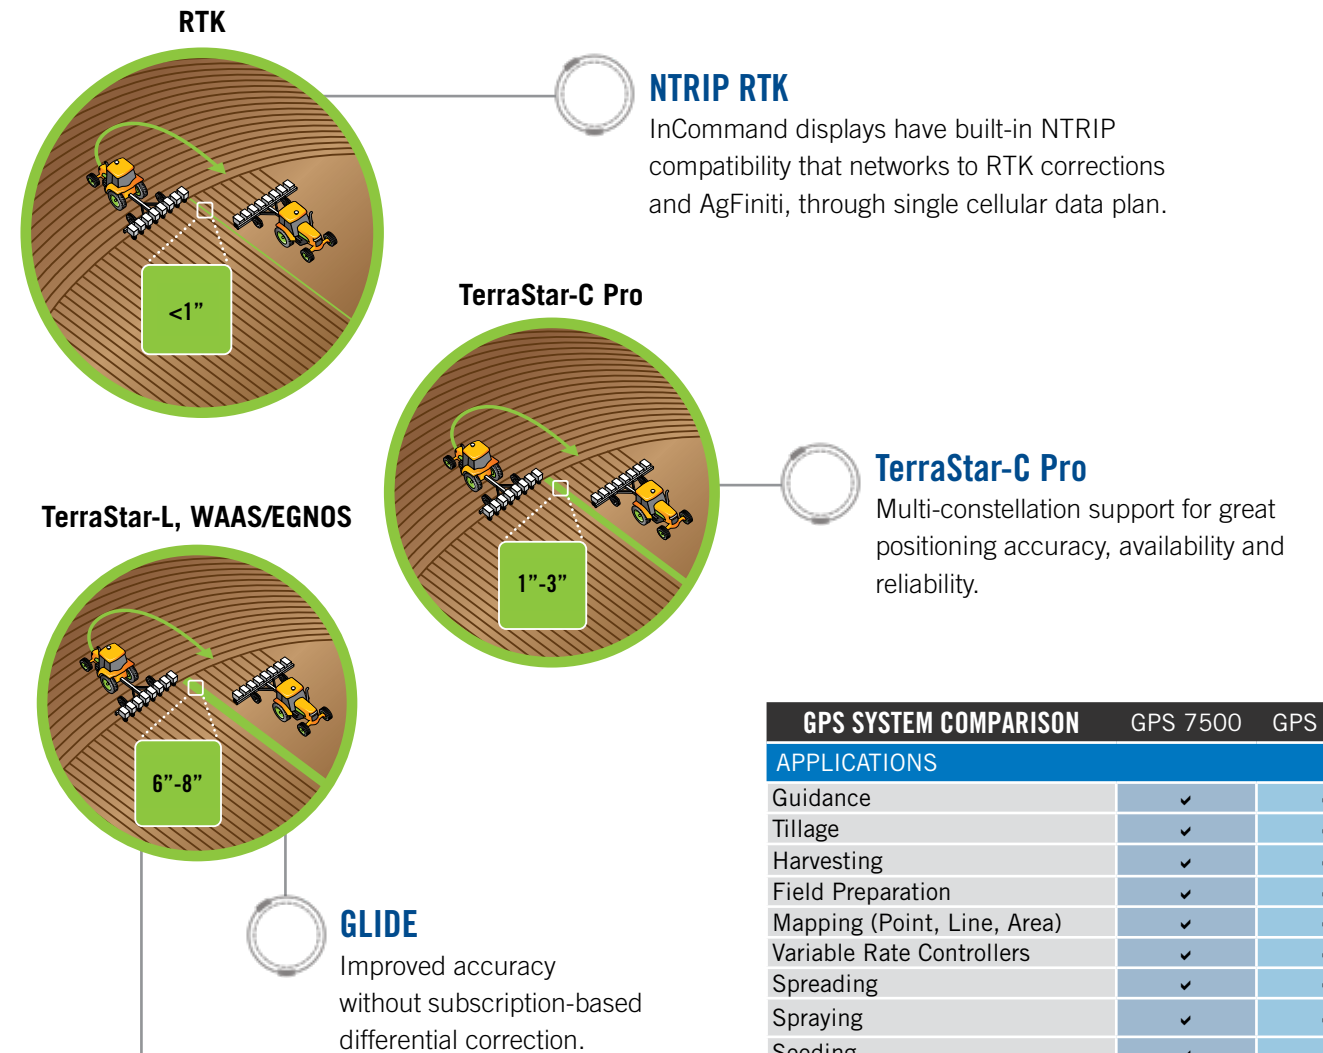 RTK
NTRIP RTK
InCommand displays have built-in NTRIP
compatibility that networks to RTK corrections
and AgFiniti, through single cellular data plan.
<1”
TerraStar-C Pro
TerraStar-C Pro
Multi-constellation support for great
positioning accuracy, availability and
reliability.
1”-3”
TerraStar-L, WAAS/EGNOS
6”-8”
GLIDE
Improved accuracy
without subscription-based
differential correction.
GPS SYSTEM COMPARISON GPS 7500 GPS
APPLICATIONS
Guidance ✓
Tillage ✓
Harvesting ✓
Field Preparation ✓
Mapping (Point, Line, Area) ✓
Variable Rate Controllers ✓
Spreading ✓
Spraying ✓
Seeding ✓